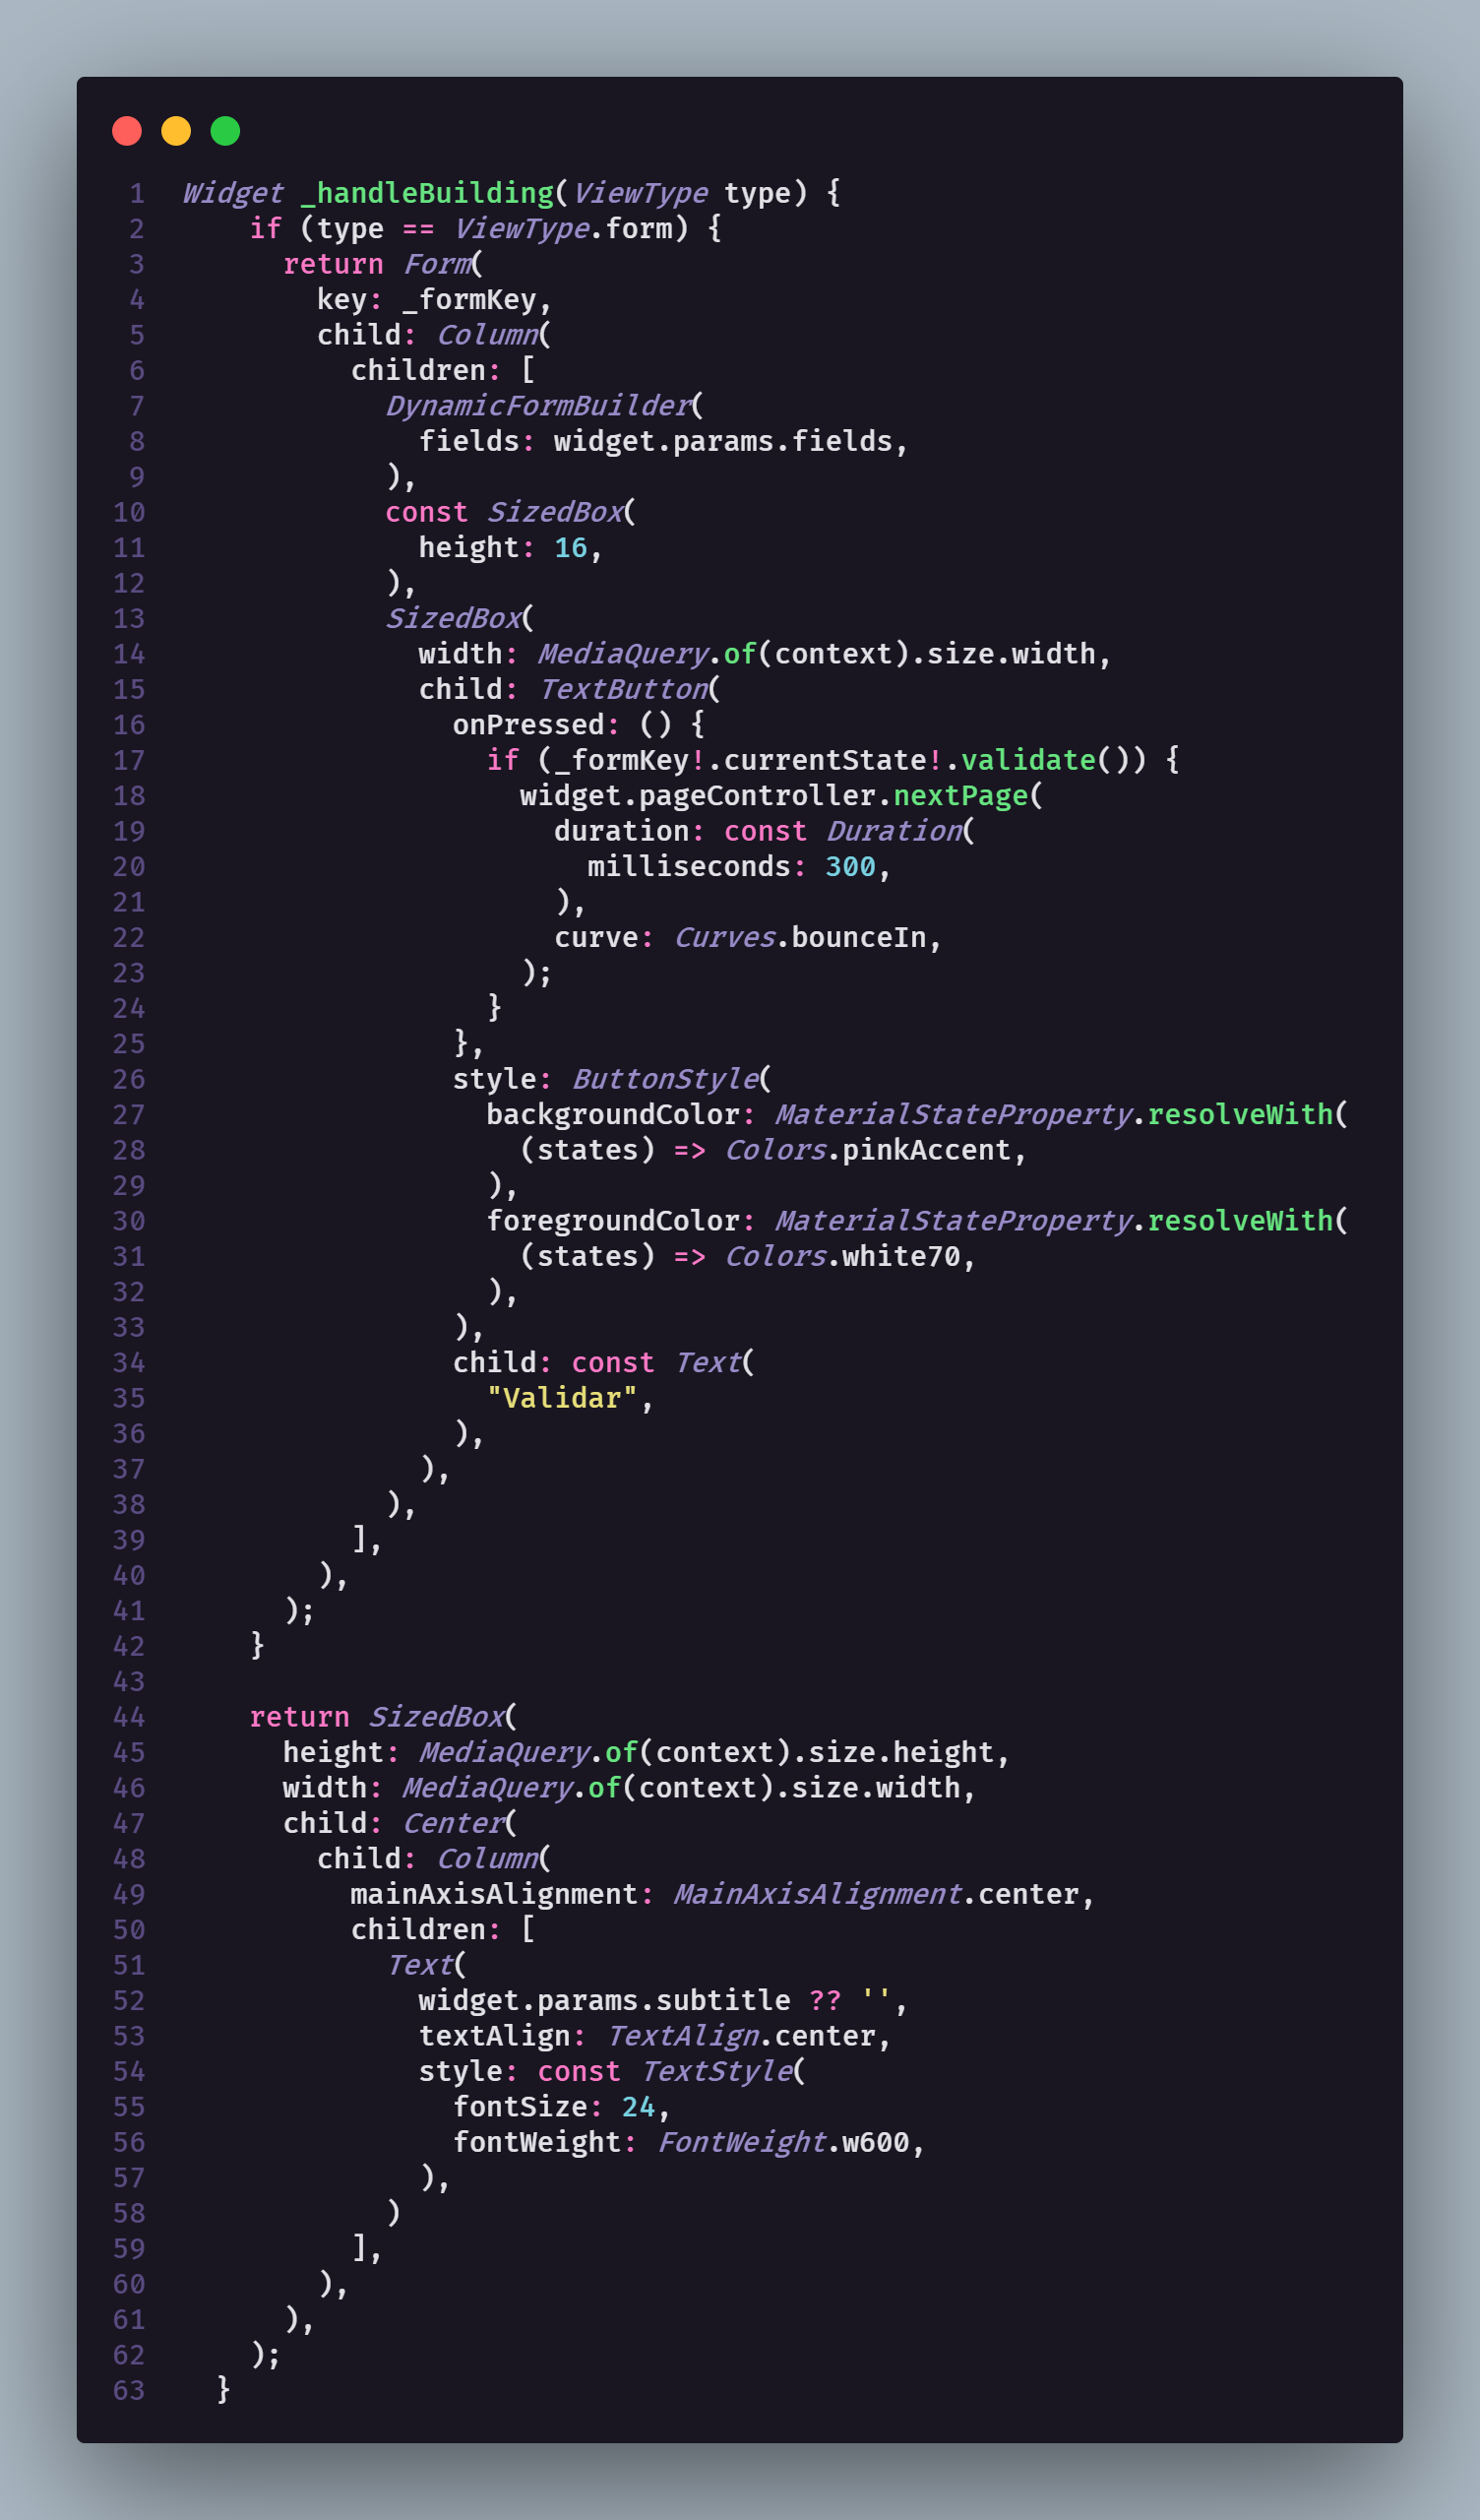 1 Widget _handleBuilding(ViewType type) {
2     if (type == ViewType.form) {
3       return Form(
4         key: _formKey,
5         child: Column(
6           children: [
7             DynamicFormBuilder(
8               fields: widget.params.fields,
9             ),
10             const SizedBox(
11               height: 16,
12             ),
13             SizedBox(
14               width: MediaQuery.of(context).size.width,
15               child: TextButton(
16                 onPressed: () {
17                   if (_formKey!.currentState!.validate()) {
18                     widget.pageController.nextPage(
19                       duration: const Duration(
20                         milliseconds: 300,
21                       ),
22                       curve: Curves.bounceIn,
23                     );
24                   }
25                 },
26                 style: ButtonStyle(
27                   backgroundColor: MaterialStateProperty.resolveWith(
28                     (states) => Colors.pinkAccent,
29                   ),
30                   foregroundColor: MaterialStateProperty.resolveWith(
31                     (states) => Colors.white70,
32                   ),
33                 ),
34                 child: const Text(
35                   "Validar",
36                 ),
37               ),
38             ),
39           ],
40         ),
41       );
42     }
43
44     return SizedBox(
45       height: MediaQuery.of(context).size.height,
46       width: MediaQuery.of(context).size.width,
47       child: Center(
48         child: Column(
49           mainAxisAlignment: MainAxisAlignment.center,
50           children: [
51             Text(
52               widget.params.subtitle ?? '',
53               textAlign: TextAlign.center,
54               style: const TextStyle(
55                 fontSize: 24,
56                 fontWeight: FontWeight.w600,
57               ),
58             )
59           ],
60         ),
61       ),
62     );
63   }